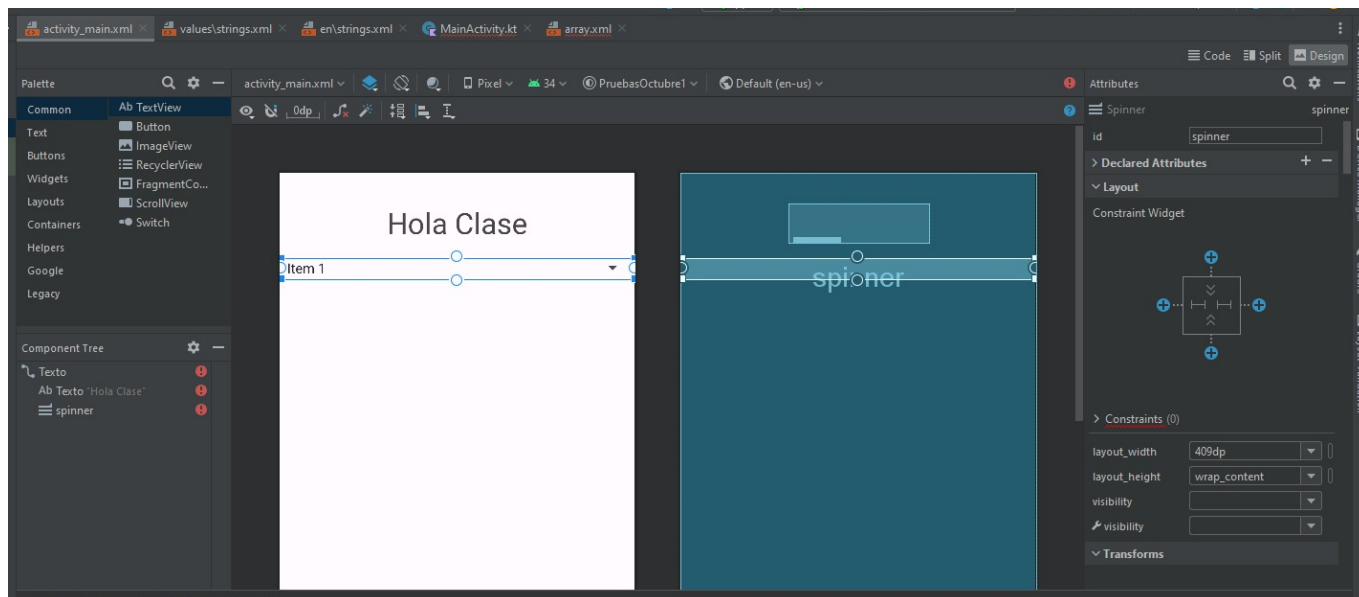 activity_main.xml values\strings.xml en\strings.xml MainActivity.kt array.xml
Code Split Design
Palette
activity_main.xml Pixel 34 PruebasOctubre1 Default (en-us)
Attributes
Common
Text
Buttons
Widgets
Layouts
Containers
Helpers
Google
Legacy
Ab TextView
Button
ImageView
RecyclerView
FragmentCo...
ScrollView
Switch
0dp
Hola Clase
Item 1
spinner
Component Tree
Texto
Ab Texto "Hola Clase"
spinner
Spinner spinner
id spinner
Declared Attributes
Layout
Constraint Widget
Constraints (0)
layout_width 409dp
layout_height wrap_content
visibility
visibility
Transforms